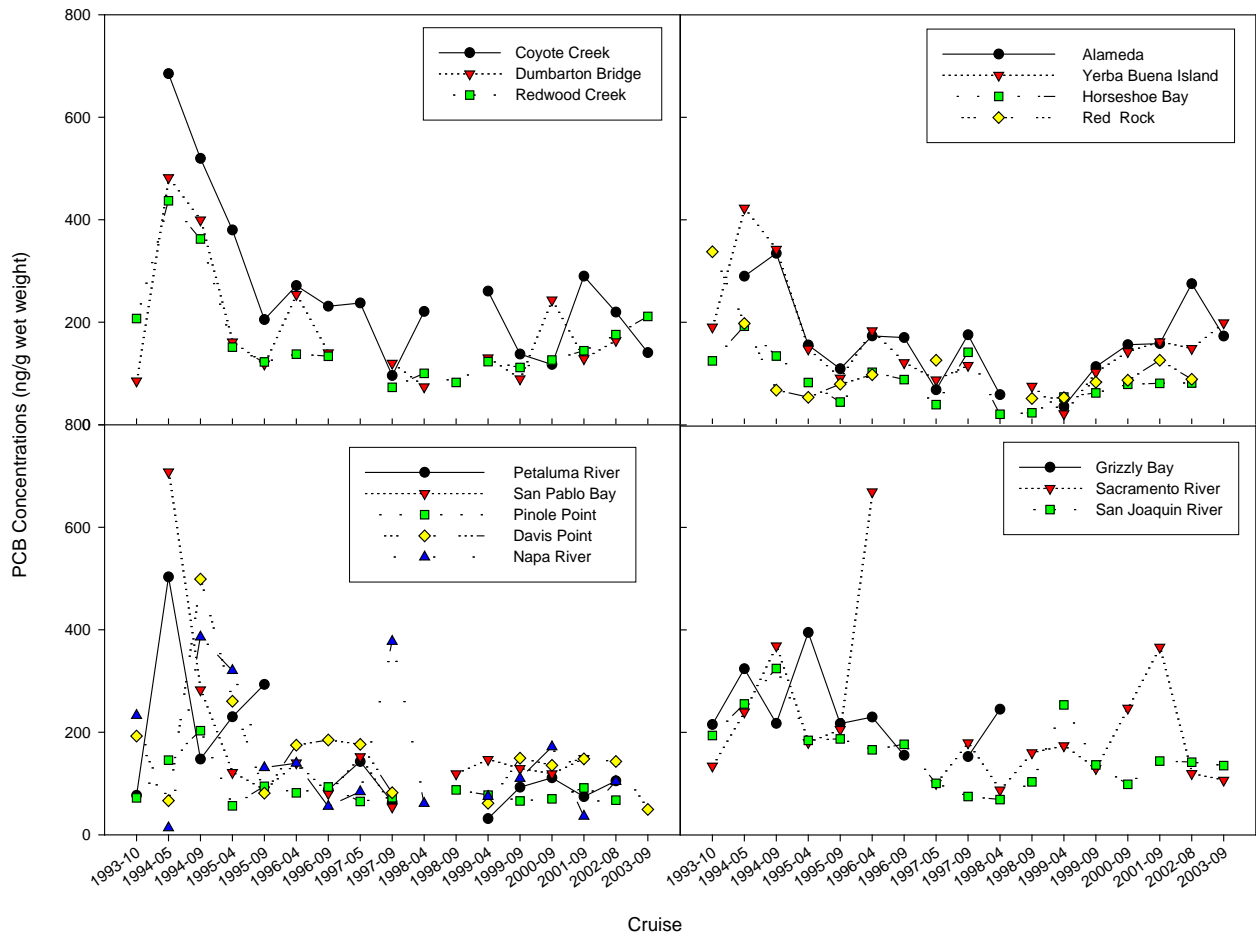 PCB Concentrations (ng/g wet weight)
800
600
400
200
800
0
600
400
200
0
Coyote Creek
Dumbarton Bridge
Redwood Creek
Alameda
Yerba Buena Island
Horseshoe Bay
Red Rock
Petaluma River
San Pablo Bay
Pinole Point
Davis Point
Napa River
Grizzly Bay
Sacramento River
San Joaquin River
1993-10
1994-05
1994-09
1995-04
1995-09
1996-04
1996-09
1997-05
1997-09
1998-04
1998-09
1999-04
1999-09
2000-09
2001-09
2002-08
2003-09
1993-10
1994-05
1994-09
1995-04
1995-09
1996-04
1996-09
1997-05
1997-09
1998-04
1998-09
1999-04
1999-09
2000-09
2001-09
2002-08
2003-09
Cruise